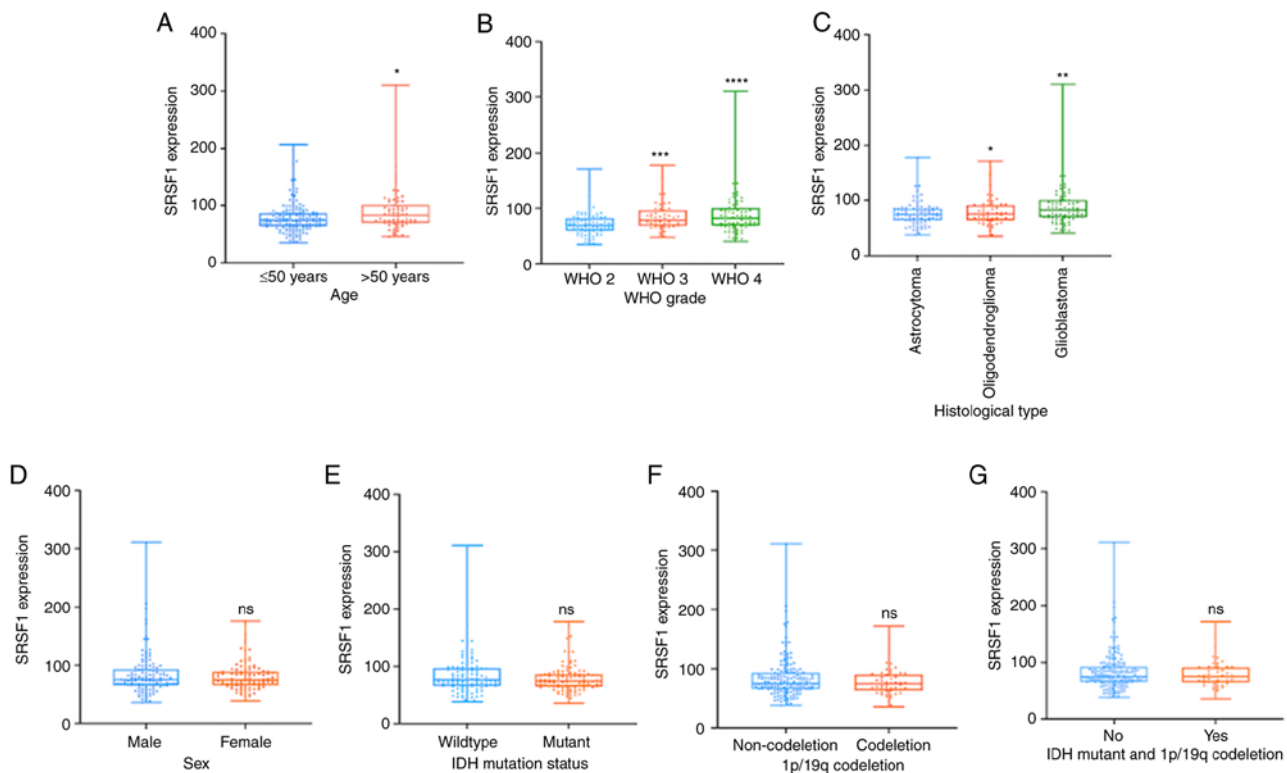 A
SRSF1 expression
400
300
200
100
0
*
≤50 years
>50 years
Age
B
SRSF1 expression
400
300
200
100
0
***
****
WHO 2
WHO 3
WHO 4
WHO grade
C
SRSF1 expression
400
300
200
100
0
*
**
Astrocytoma
Oligodendroglioma
Glioblastoma
Histological type
D
SRSF1 expression
400
300
200
100
0
ns
Male
Female
Sex
E
SRSF1 expression
400
300
200
100
0
ns
Wildtype
Mutant
IDH mutation status
F
SRSF1 expression
400
300
200
100
0
ns
Non-codeletion
Codeletion
1p/19q codeletion
G
SRSF1 expression
400
300
200
100
0
ns
No
Yes
IDH mutant and 1p/19q codeletion